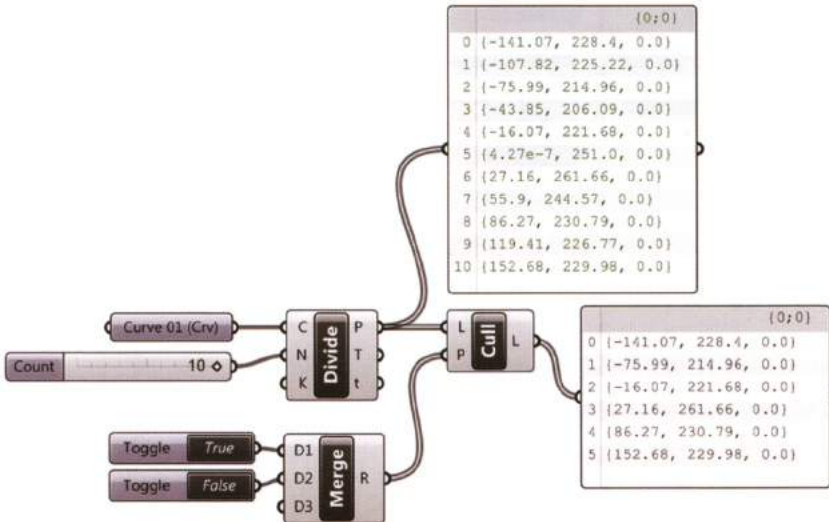 {0;0}
0 {-141.07, 228.4, 0.0}
1 {-107.82, 225.22, 0.0}
2 {-75.99, 214.96, 0.0}
3 {-43.85, 206.09, 0.0}
4 {-16.07, 221.68, 0.0}
5 {4.27e-7, 251.0, 0.0}
6 {27.16, 261.66, 0.0}
7 {55.9, 244.57, 0.0}
8 {86.27, 230.79, 0.0}
9 {119.41, 226.77, 0.0}
10 {152.68, 229.98, 0.0}
Curve 01 (Crv)
Count 10
C
N
K
Divide
P
T
t
L
P
Cull
L
{0;0}
0 {-141.07, 228.4, 0.0}
1 {-75.99, 214.96, 0.0}
2 {-16.07, 221.68, 0.0}
3 {27.16, 261.66, 0.0}
4 {86.27, 230.79, 0.0}
5 {152.68, 229.98, 0.0}
Toggle True
Toggle False
D1
D2
D3
Merge
R